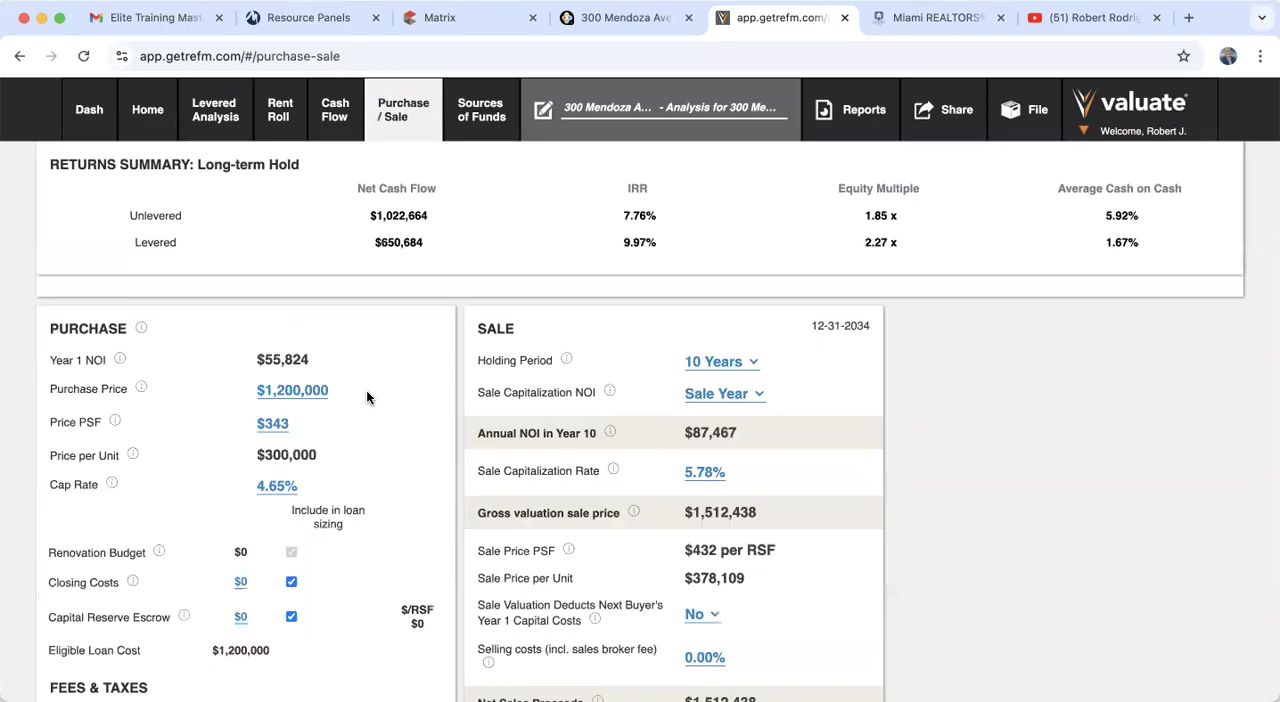 Elite Training Mast
Resource Panels
Matrix
300 Mendoza Ave
app.getrefm.com/
Miami REALTORS®
(51) Robert Rodrig
app.getrefm.com/#/purchase-sale
Dash
Home
Levered
Analysis
Rent
Roll
Cash
Flow
Purchase
/ Sale
Sources
of Funds
300 Mendoza A... - Analysis for 300 Me...
Reports
Share
File
valuate®
Welcome, Robert J.
RETURNS SUMMARY: Long-term Hold
Net Cash Flow IRR Equity Multiple Average Cash on Cash
Unlevered $1,022,664 7.76% 1.85 x 5.92%
Levered $650,684 9.97% 2.27 x 1.67%
PURCHASE
Year 1 NOI $55,824
Purchase Price $1,200,000
Price PSF $343
Price per Unit $300,000
Cap Rate 4.65%
Include in loan
sizing
Renovation Budget $0
Closing Costs $0
Capital Reserve Escrow $0
$/RSF
$0
Eligible Loan Cost $1,200,000
FEES & TAXES
SALE 12-31-2034
Holding Period 10 Years
Sale Capitalization NOI Sale Year
Annual NOI in Year 10 $87,467
Sale Capitalization Rate 5.78%
Gross valuation sale price $1,512,438
Sale Price PSF $432 per RSF
Sale Price per Unit $378,109
Sale Valuation Deducts Next Buyer's
Year 1 Capital Costs No
Selling costs (incl. sales broker fee) 0.00%
Net Sales Proceeds $1,512,438